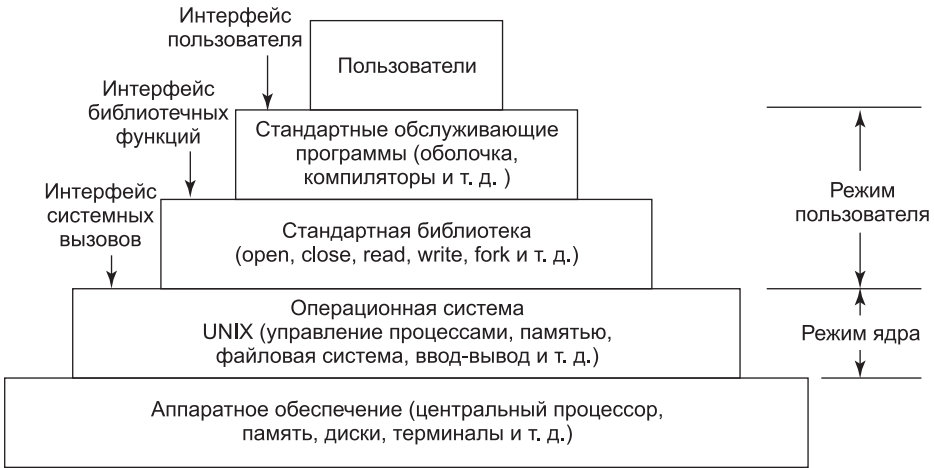 Интерфейс
пользователя
Пользователи
Интерфейс
библиотечных
функций
Стандартные обслуживающие
программы (оболочка,
компиляторы и т. д. )
Интерфейс
системных
вызовов
Стандартная библиотека
(open, close, read, write, fork и т. д.)
Режим
пользователя
Операционная система
UNIX (управление процессами, памятью,
файловая система, ввод-вывод и т. д.)
Режим ядра
Аппаратное обеспечение (центральный процессор,
память, диски, терминалы и т. д.)